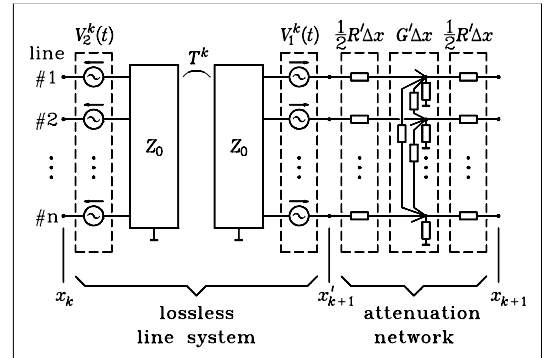 V₂ᵏ(t) V₁ᵏ(t) ½R′Δx G′Δx ½R′Δx
line
#1 Tᵏ
#2
Z₀ Z₀
#n
xₖ x′ₖ₊₁ xₖ₊₁
lossless attenuation
line system network